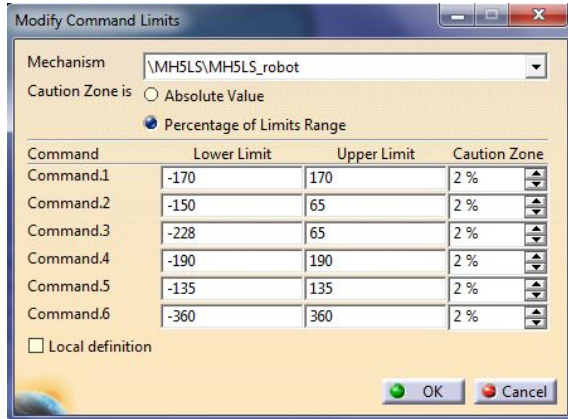 Modify Command Limits
Mechanism \MH5LS\MH5LS_robot
Caution Zone is Absolute Value
Percentage of Limits Range
Command Lower Limit Upper Limit Caution Zone
Command.1 -170 170 2 %
Command.2 -150 65 2 %
Command.3 -228 65 2 %
Command.4 -190 190 2 %
Command.5 -135 135 2 %
Command.6 -360 360 2 %
Local definition
OK Cancel